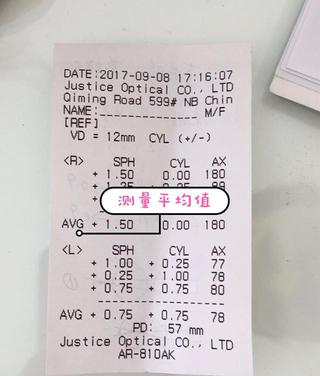 DATE:2017-09-08 17:16:07
Justice Optical CO., LTD
Qiming Road 599# NB Chin
NAME:_______________ M/F
[REF]
VD = 12mm CYL (+/-)
<R> SPH CYL AX
+ 1.50 0.00 180
测量平均值
AVG + 1.50 0.00 180
<L> SPH CYL AX
+ 1.00 + 0.25 77
+ 0.25 + 1.00 78
+ 0.75 + 0.75 80
--------------------
AVG + 0.75 + 0.75 78
PD: 57 mm
Justice Optical CO., LTD
AR-810AK